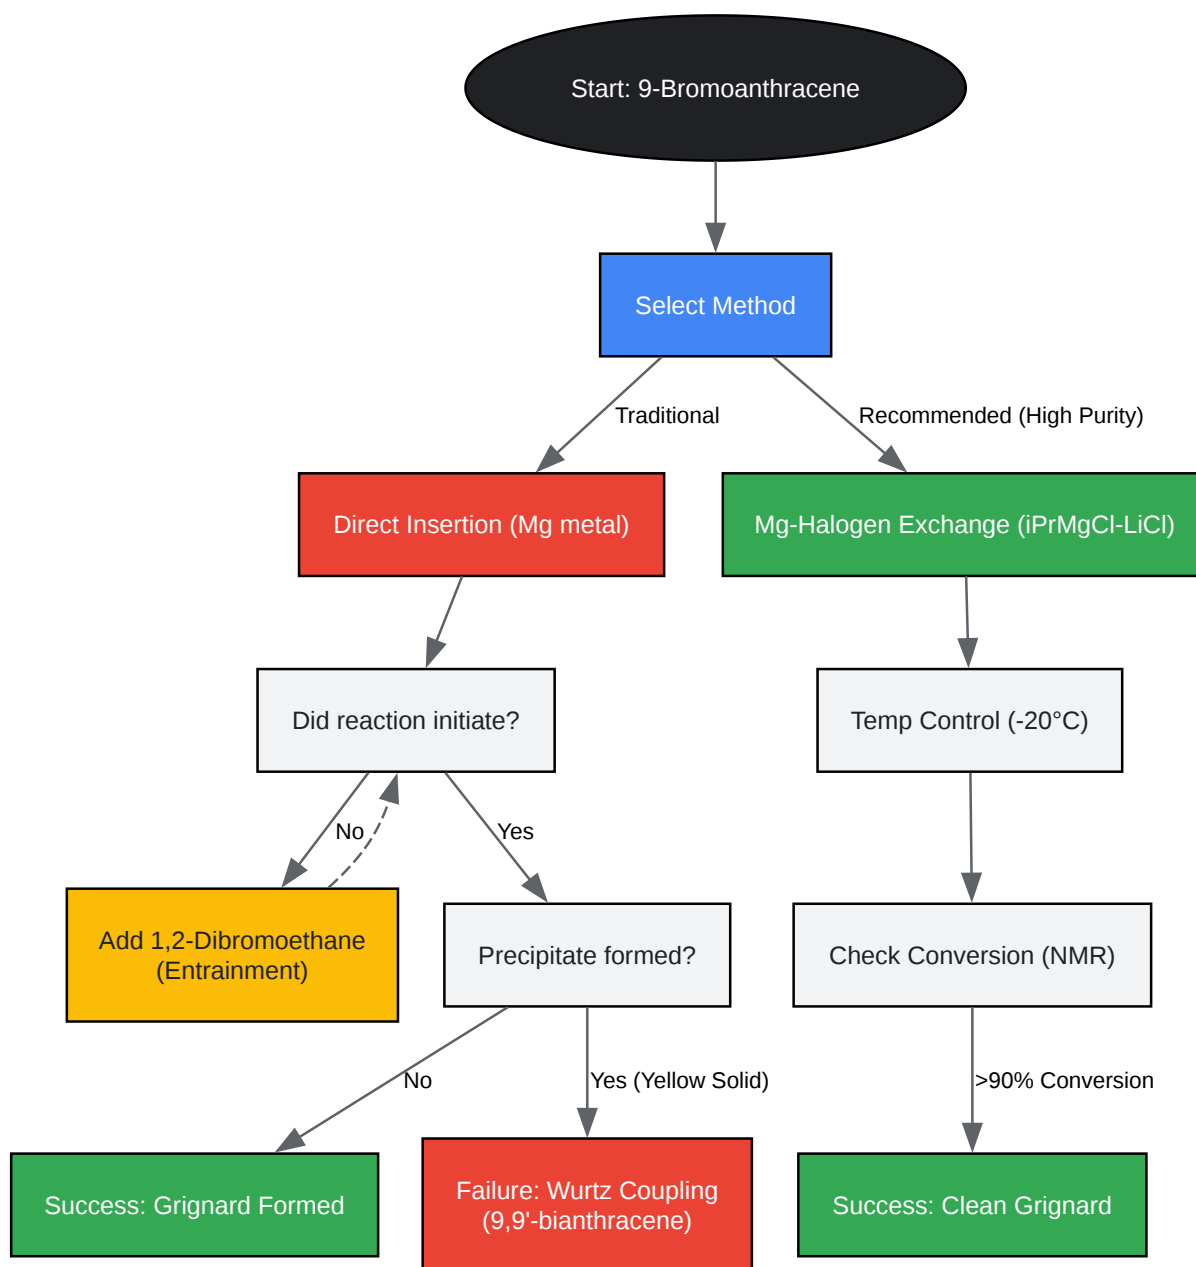 Start: 9-Bromoanthracene
Select Method
Traditional
Recommended (High Purity)
Direct Insertion (Mg metal)
Mg-Halogen Exchange (iPrMgCl-LiCl)
Did reaction initiate?
Temp Control (-20°C)
No
Yes
Add 1,2-Dibromoethane
(Entrainment)
Precipitate formed?
Check Conversion (NMR)
No
Yes (Yellow Solid)
>90% Conversion
Success: Grignard Formed
Failure: Wurtz Coupling
(9,9'-bianthracene)
Success: Clean Grignard